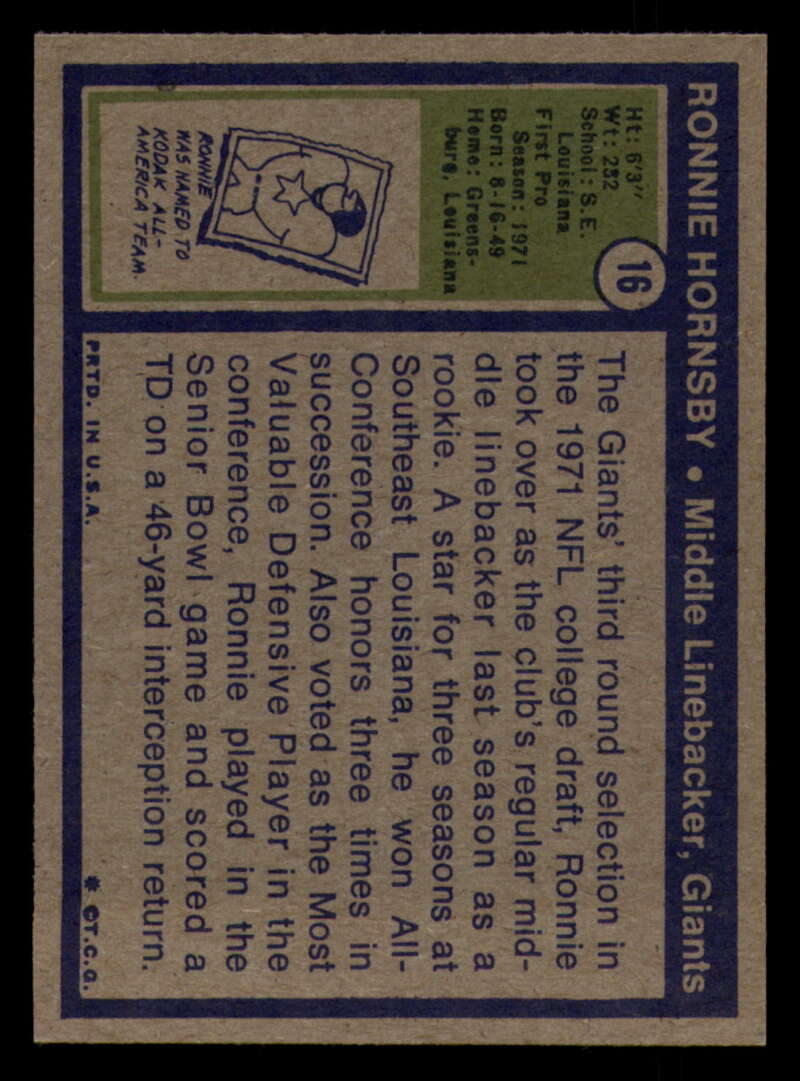 RONNIE HORNSBY • Middle Linebacker, Giants
16
Ht: 6'3"
Wt: 232
School: S.E.
Louisiana
First Pro
Season: 1971
Born: 8-16-49
Home: Greens-
burg, Louisiana
RONNIE
WAS NAMED TO
KODAK ALL-
AMERICA TEAM.
The Giants' third round selection in
the 1971 NFL college draft, Ronnie
took over as the club's regular mid-
dle linebacker last season as a
rookie. A star for three seasons at
Southeast Louisiana, he won All-
Conference honors three times in
succession. Also voted as the Most
Valuable Defensive Player in the
conference, Ronnie played in the
Senior Bowl game and scored a
TD on a 46-yard interception return.
PRTD. IN U.S.A.
* ©T.C.G.